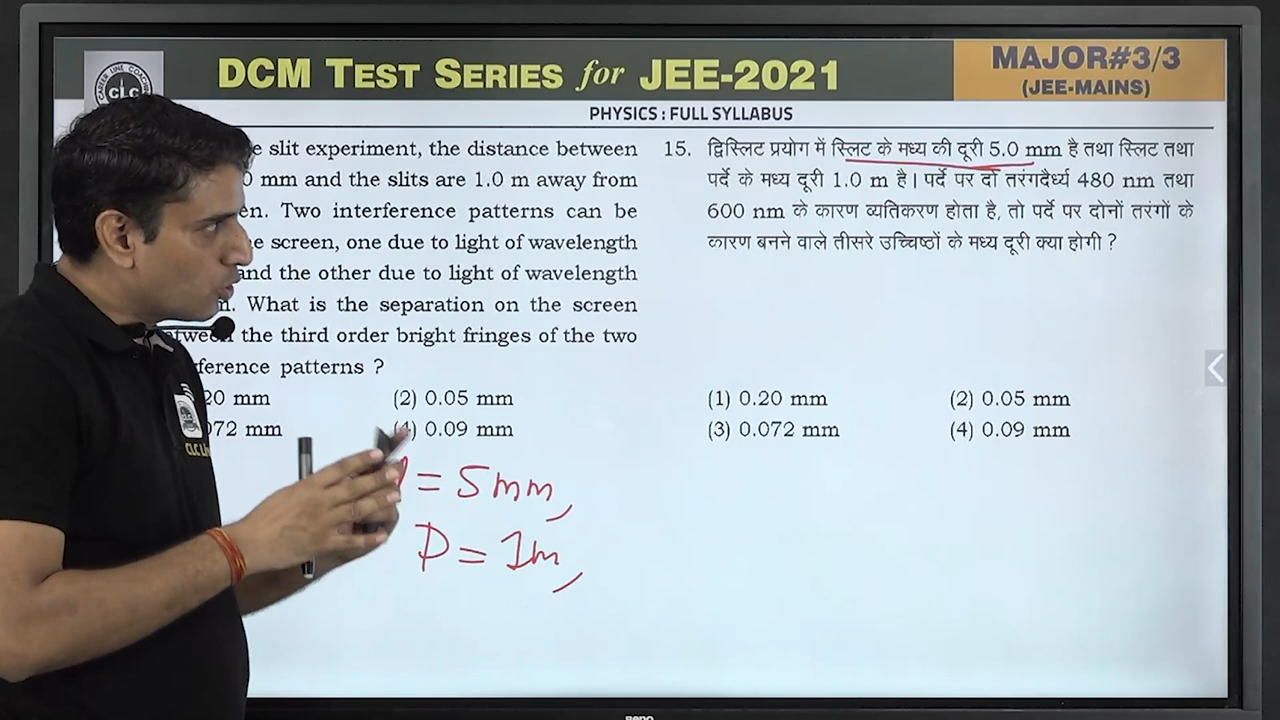 DCM TEST SERIES for JEE-2021
MAJOR#3/3
(JEE-MAINS)
CLC
PHYSICS : FULL SYLLABUS
slit experiment, the distance between
mm and the slits are 1.0 m away from
Two interference patterns can be
screen, one due to light of wavelength
and the other due to light of wavelength
What is the separation on the screen
the third order bright fringes of the two
patterns ?
20 mm (2) 0.05 mm
072 mm (4) 0.09 mm
= 5mm,
D = 1m,
15. द्विस्लिट प्रयोग में स्लिट के मध्य की दूरी 5.0 mm है तथा स्लिट तथा
पर्दे के मध्य दूरी 1.0 m है। पर्दे पर दो तरंगदैर्ध्य 480 nm तथा
600 nm के कारण व्यतिकरण होता है, तो पर्दे पर दोनों तरंगों के
कारण बनने वाले तीसरे उच्चिष्ठों के मध्य दूरी क्या होगी ?
(1) 0.20 mm (2) 0.05 mm
(3) 0.072 mm (4) 0.09 mm